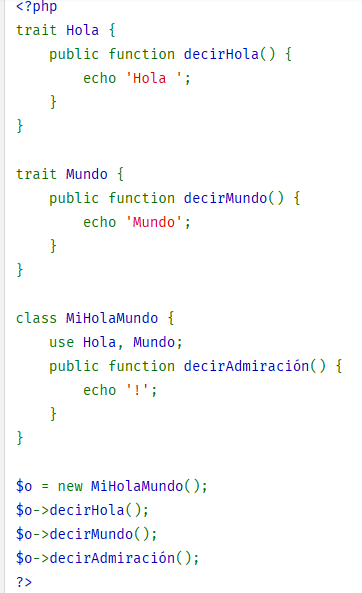 <?php
trait Hola {
    public function decirHola() {
        echo 'Hola ';
    }
}

trait Mundo {
    public function decirMundo() {
        echo 'Mundo';
    }
}

class MiHolaMundo {
    use Hola, Mundo;
    public function decirAdmiración() {
        echo '!';
    }
}

$o = new MiHolaMundo();
$o->decirHola();
$o->decirMundo();
$o->decirAdmiración();
?>